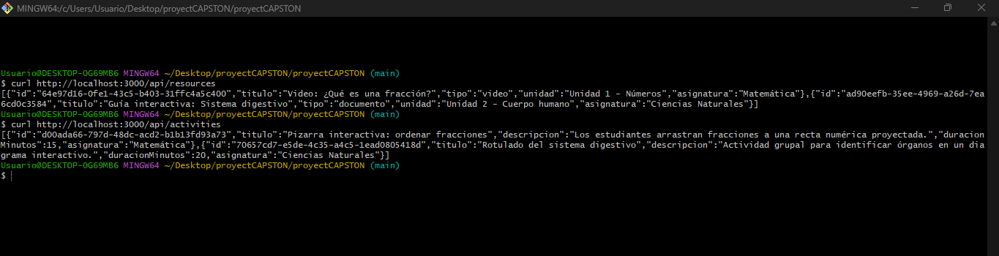 MINGW64:/c/Users/Usuario/Desktop/proyectCAPSTON/proyectCAPSTON
Usuario@DESKTOP-OG69MB6 MINGW64 ~/Desktop/proyectCAPSTON/proyectCAPSTON (main)
$ curl http://localhost:3000/api/resources
[{"id":"64e97d16-0fe1-43c5-b403-31ffc4a5c400","titulo":"Video: ¿Qué es una fracción?","tipo":"video","unidad":"Unidad 1 - Números","asignatura":"Matemática"},{"id":"ad90eefb-35ee-4969-a26d-7ea
6cd0c3584","titulo":"Guía interactiva: Sistema digestivo","tipo":"documento","unidad":"Unidad 2 - Cuerpo humano","asignatura":"Ciencias Naturales"}]
Usuario@DESKTOP-OG69MB6 MINGW64 ~/Desktop/proyectCAPSTON/proyectCAPSTON (main)
$ curl http://localhost:3000/api/activities
[{"id":"d00ada66-797d-48dc-acd2-b1b13fd93a73","titulo":"Pizarra interactiva: ordenar fracciones","descripcion":"Los estudiantes arrastran fracciones a una recta numérica proyectada.","duracion
Minutos":15,"asignatura":"Matemática"},{"id":"70657cd7-e5de-4c35-a4c5-1ead0805418d","titulo":"Rotulado del sistema digestivo","descripcion":"Actividad grupal para identificar órganos en un dia
grama interactivo.","duracionMinutos":20,"asignatura":"Ciencias Naturales"}]
Usuario@DESKTOP-OG69MB6 MINGW64 ~/Desktop/proyectCAPSTON/proyectCAPSTON (main)
$